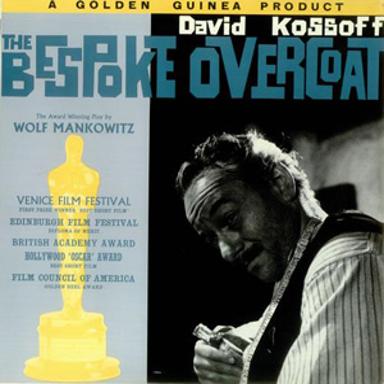 A GOLDEN GUINEA PRODUCT
David Kossoff
THE
BESPOKE OVERCOAT
The Award Winning Play by
WOLF MANKOWITZ
VENICE FILM FESTIVAL
FIRST PRIZE WINNER 'BEST SHORT FILM'
EDINBURGH FILM FESTIVAL
DIPLOMA OF MERIT
BRITISH ACADEMY AWARD
HOLLYWOOD 'OSCAR' AWARD
BEST SHORT FILM
FILM COUNCIL OF AMERICA
GOLDEN REEL AWARD